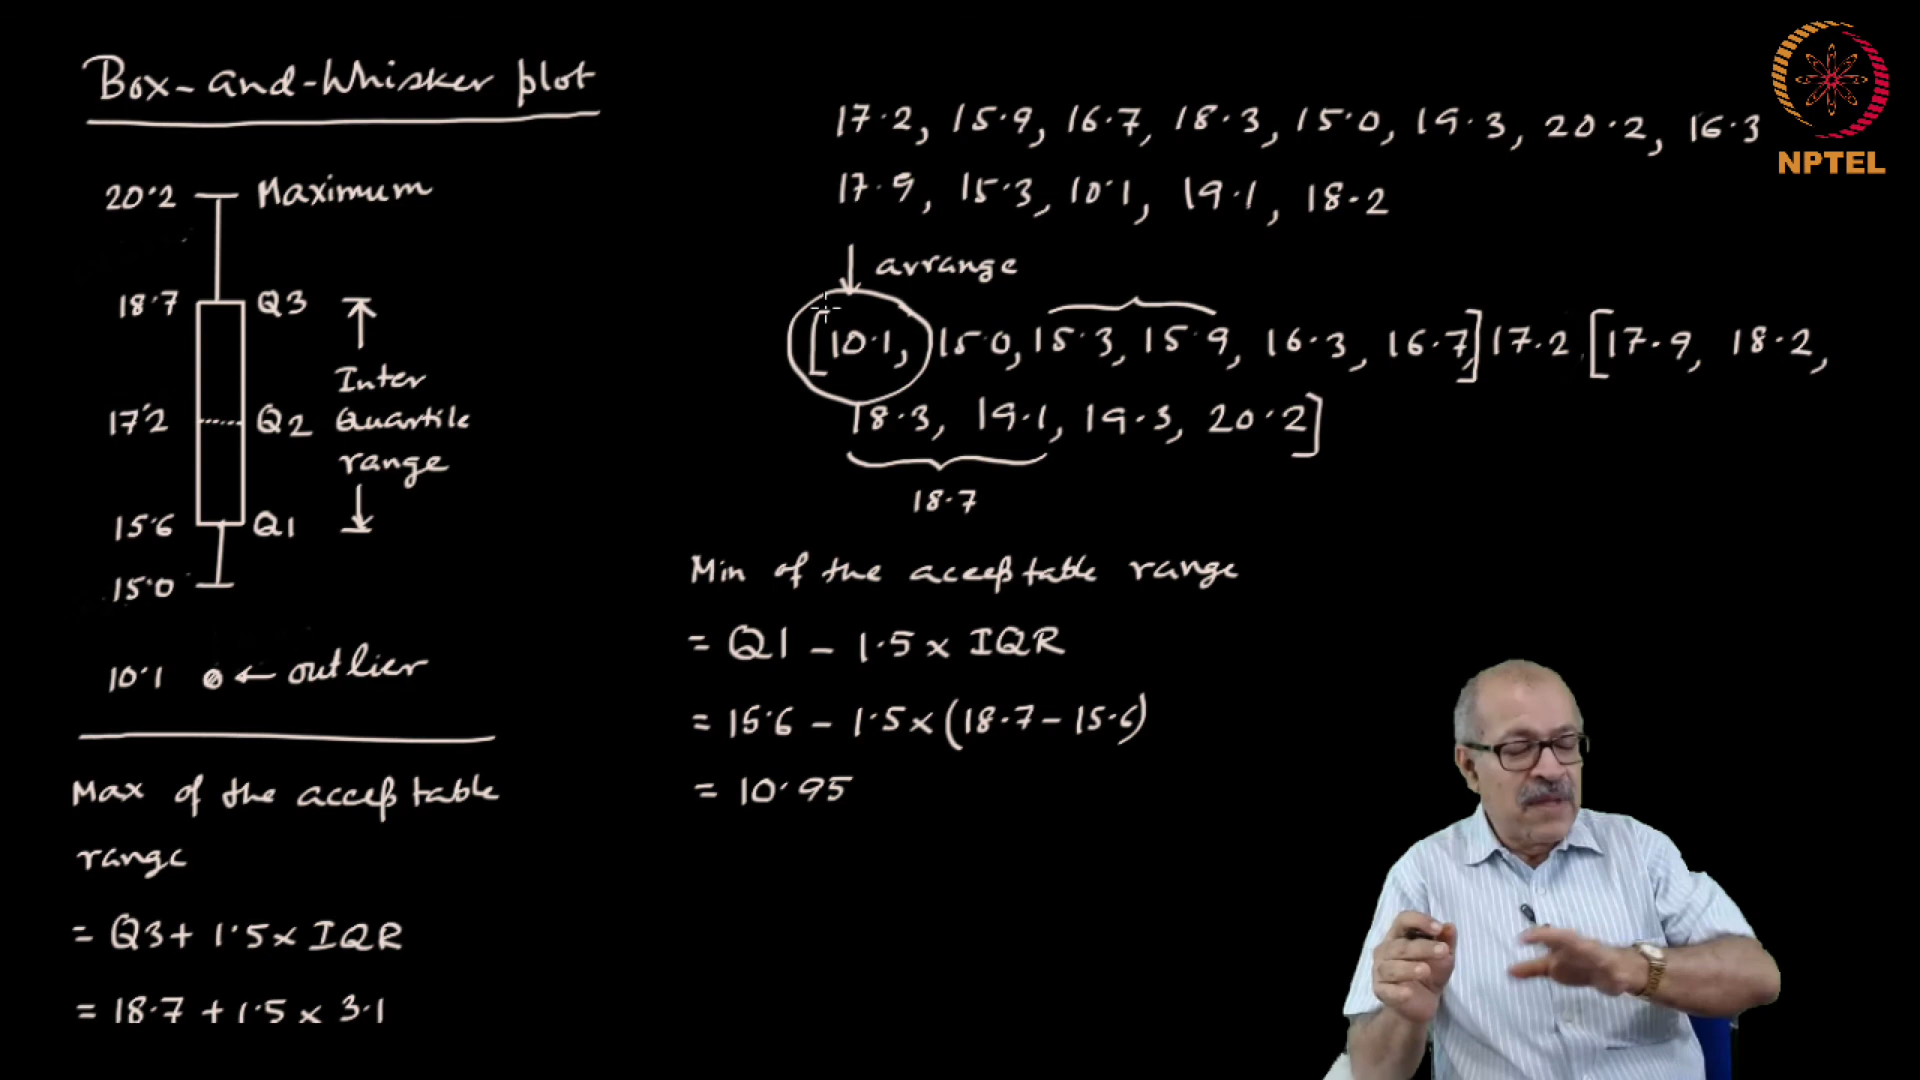 Box-and-Whisker plot
20.2 Maximum
18.7 Q3
Inter
17.2 Q2 Quartile
range
15.6 Q1
15.0
10.1 ← outlier
Max of the acceptable
range
= Q3 + 1.5 × IQR
= 18.7 + 1.5 × 3.1
17.2, 15.9, 16.7, 18.3, 15.0, 19.3, 20.2, 16.3
17.9, 15.3, 10.1, 19.1, 18.2
↓ arrange
[10.1, 15.0, 15.3, 15.9, 16.3, 16.7] 17.2 [17.9, 18.2,
18.3, 19.1, 19.3, 20.2]
18.7
Min of the acceptable range
= Q1 - 1.5 × IQR
= 15.6 - 1.5 × (18.7 - 15.6)
= 10.95
NPTEL